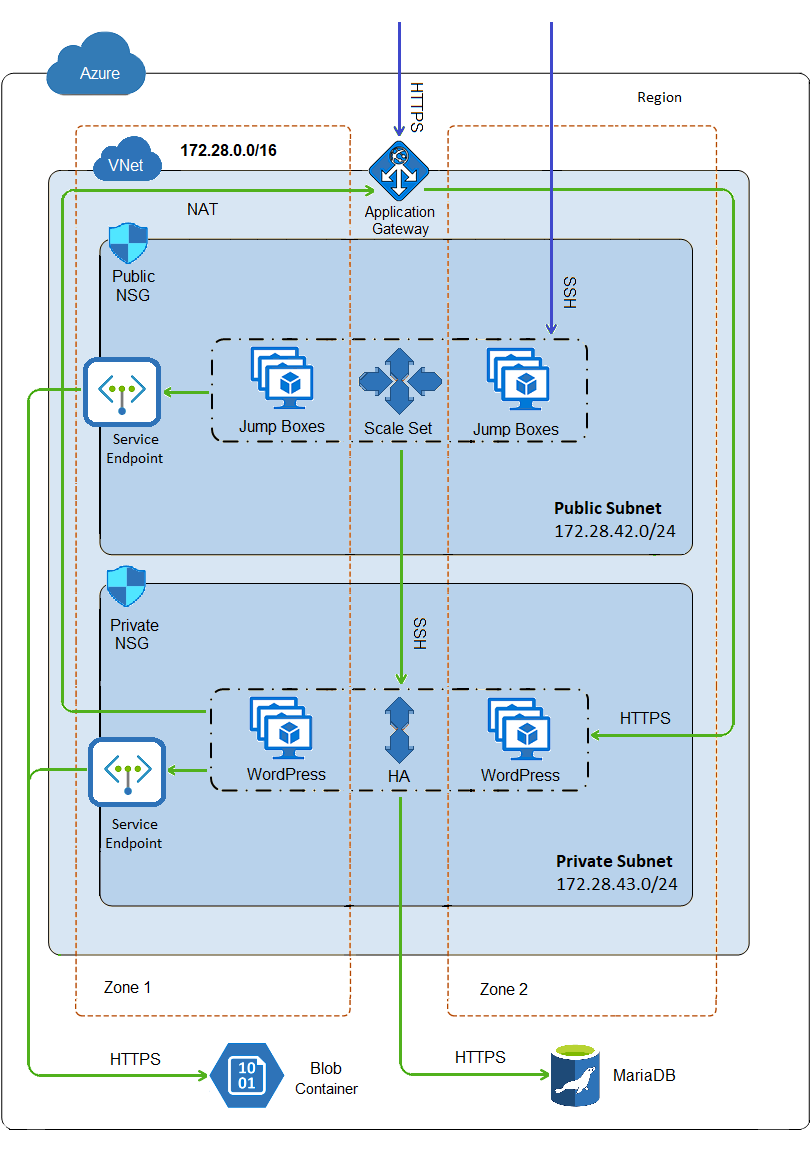 Azure
HTTPS
Region
VNet
172.28.0.0/16
NAT
Application
Gateway
Public
NSG
SSH
Jump Boxes
Scale Set
Jump Boxes
Service
Endpoint
Public Subnet
172.28.42.0/24
Private
NSG
SSH
HTTPS
WordPress
HA
WordPress
Service
Endpoint
Private Subnet
172.28.43.0/24
Zone 1
Zone 2
HTTPS
10
01
Blob
Container
HTTPS
MariaDB